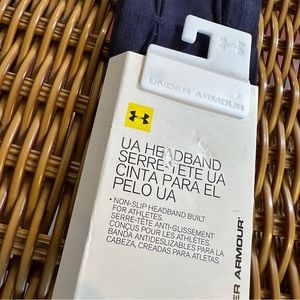 UNDER ARMOUR
UA HEADBAND
SERRE-TÊTE UA
CINTA PARA EL
PELO UA
• NON-SLIP HEADBAND BUILT
FOR ATHLETES.
SERRE-TÊTE ANTI-GLISSEMENT
CONÇUS POUR LES ATHLÈTES.
BANDA ANTIDESLIZABLES PARA LA
CABEZA, CREADAS PARA ATLETAS.
DER ARMOUR